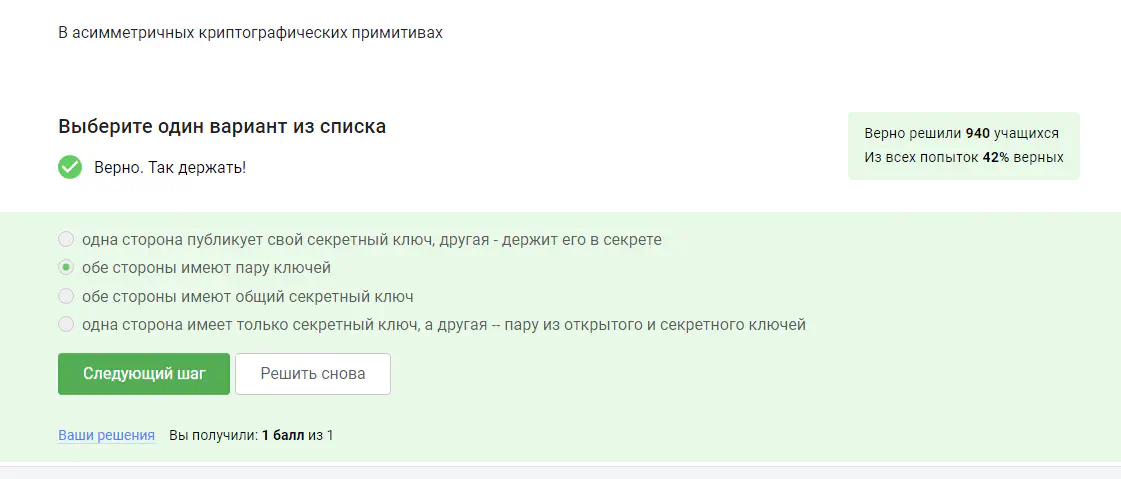 В асимметричных криптографических примитивах
Выберите один вариант из списка
Верно решили 940 учащихся
Из всех попыток 42% верных
Верно. Так держать!
одна сторона публикует свой секретный ключ, другая - держит его в секрете
обе стороны имеют пару ключей
обе стороны имеют общий секретный ключ
одна сторона имеет только секретный ключ, а другая -- пару из открытого и секретного ключей
Следующий шаг Решить снова
Ваши решения Вы получили: 1 балл из 1